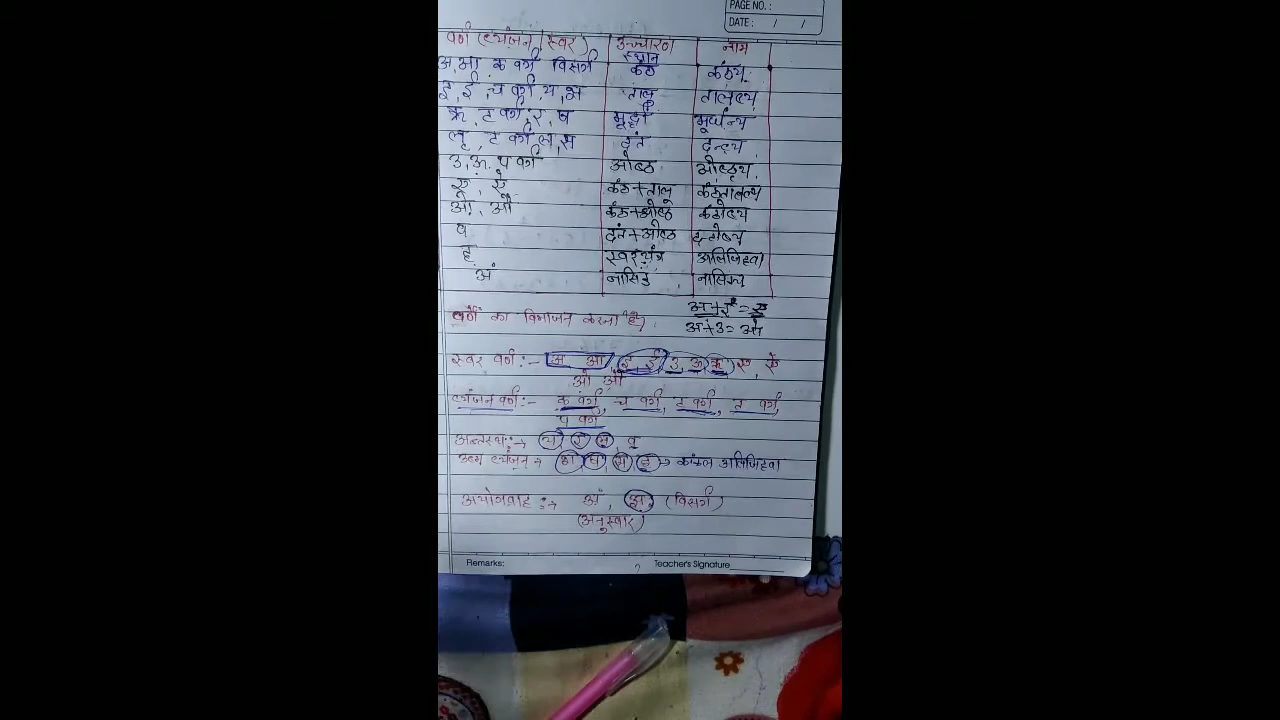 PAGE NO. :
DATE : / /
वर्ण (व्यंजन | स्वर) उच्चारण स्थान नाम
अ,आ क वर्ग विसर्ग कंठ कंठ्य
इ, ई, च वर्ग, य, श तालु तालव्य
ऋ, ट वर्ग, र, ष मूर्द्धा मूर्धन्य
लृ, त वर्ग, ल, स दंत दन्त्य
उ, ऊ, प वर्ग ओष्ठ ओष्ठ्य
ए, ऐ कंठ+तालु कंठतालव्य
ओ, औ कंठ+ओष्ठ कंठोष्ठ्य
व दंत+ओष्ठ दन्तोष्ठ्य
ह स्वरयंत्र अलिजिह्वा
अं नासिका नासिक्य
अ+इ = ए
वर्णों का विभाजन करना है) अ+उ = ओ
स्वर वर्ण :- अ आ, इ ई, उ, ऊ, ऋ, ए, ऐ
ओ औ
व्यंजन वर्ण :- क वर्ग, च वर्ग, ट वर्ग, त वर्ग,
प वर्ग
अन्तस्थ :→ य, र, ल, व
उष्म व्यंजन → श, ष, स, ह → अलिजिह्वा
अयोगवाह :→ अं, अः (विसर्ग)
(अनुस्वार)
Remarks: Teacher's Signature